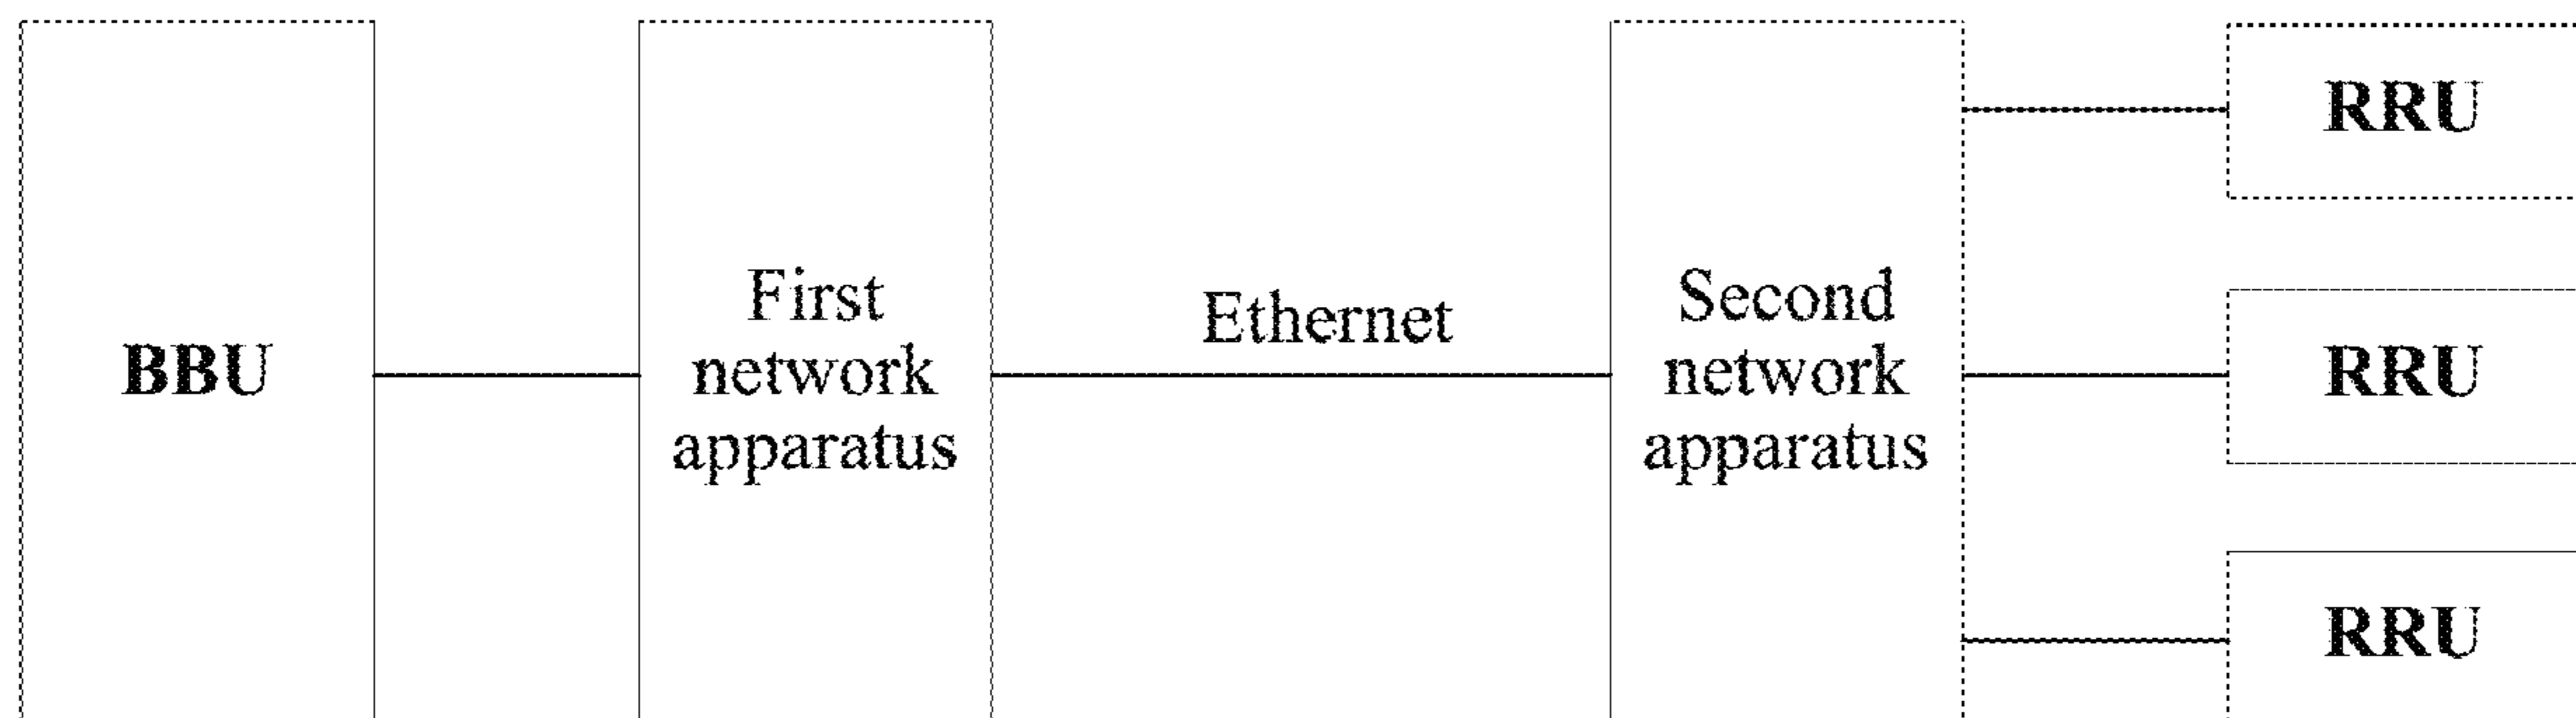 BBU
First
network
apparatus
Ethernet
Second
network
apparatus
RRU
RRU
RRU